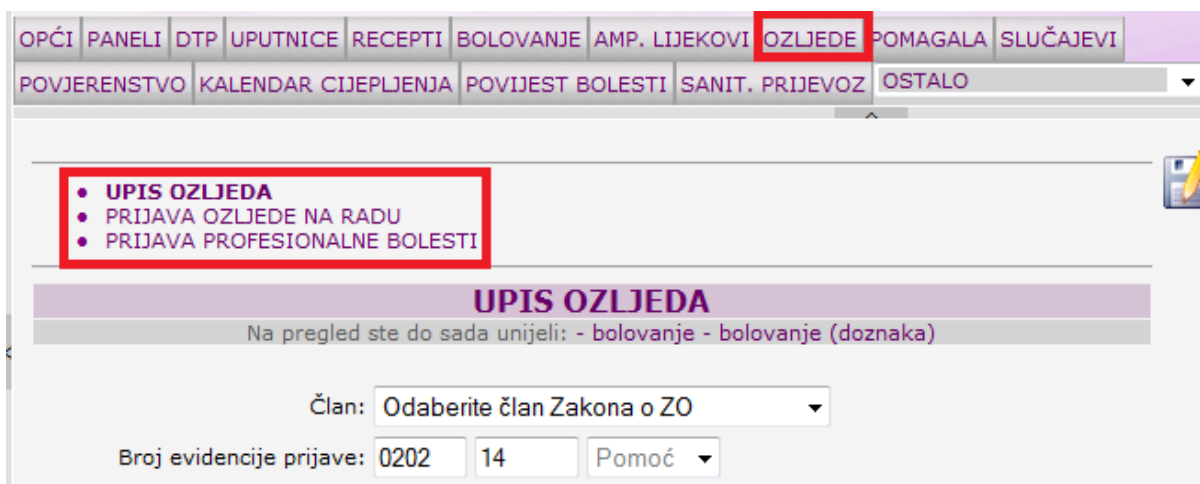 OPĆI PANELI DTP UPUTNICE RECEPTI BOLOVANJE AMP. LIJEKOVI OZLJEDE POMAGALA SLUČAJEVI
POVJERENSTVO KALENDAR CIJEPLJENJA POVIJEST BOLESTI SANIT. PRIJEVOZ OSTALO
• UPIS OZLJEDA
• PRIJAVA OZLJEDE NA RADU
• PRIJAVA PROFESIONALNE BOLESTI
UPIS OZLJEDA
Na pregled ste do sada unijeli: - bolovanje - bolovanje (doznaka)
Član: Odaberite član Zakona o ZO
Broj evidencije prijave: 0202 14 Pomoć